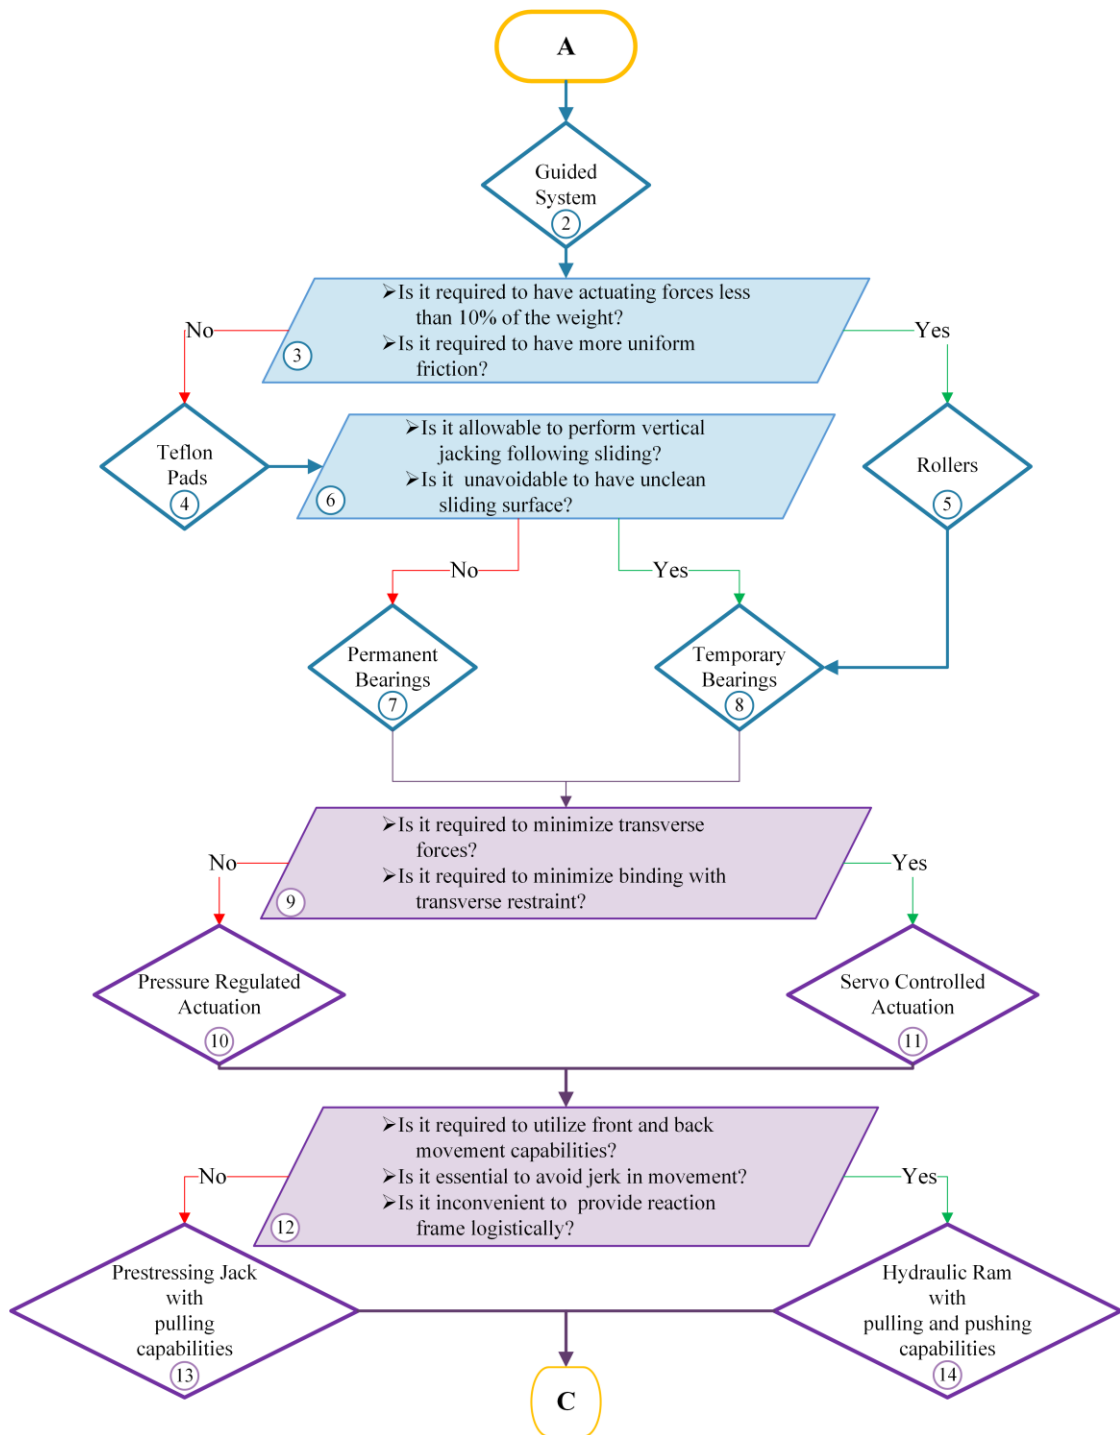 A
Guided
System
2
➢Is it required to have actuating forces less
than 10% of the weight?
➢Is it required to have more uniform
friction?
3
No
Yes
Teflon
Pads
4
➢Is it allowable to perform vertical
jacking following sliding?
➢Is it  unavoidable to have unclean
sliding surface?
6
Rollers
5
No
Yes
Permanent
Bearings
7
Temporary
Bearings
8
➢Is it required to minimize transverse
forces?
➢Is it required to minimize binding with
transverse restraint?
9
No
Yes
Pressure Regulated
Actuation
10
Servo Controlled
Actuation
11
➢Is it required to utilize front and back
movement capabilities?
➢Is it essential to avoid jerk in movement?
➢Is it inconvenient to  provide reaction
frame logistically?
12
No
Yes
Prestressing Jack
with
pulling
capabilities
13
Hydraulic Ram
with
pulling and pushing
capabilities
14
C